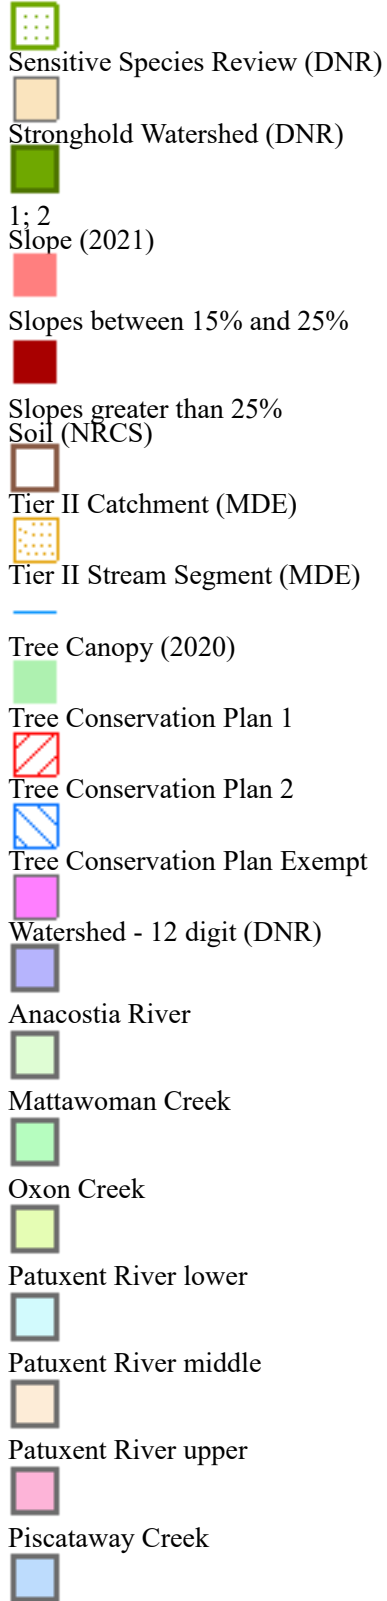 Sensitive Species Review (DNR)
Stronghold Watershed (DNR)
1; 2
Slope (2021)
Slopes between 15% and 25%
Slopes greater than 25%
Soil (NRCS)
Tier II Catchment (MDE)
Tier II Stream Segment (MDE)
Tree Canopy (2020)
Tree Conservation Plan 1
Tree Conservation Plan 2
Tree Conservation Plan Exempt
Watershed - 12 digit (DNR)
Anacostia River
Mattawoman Creek
Oxon Creek
Patuxent River lower
Patuxent River middle
Patuxent River upper
Piscataway Creek